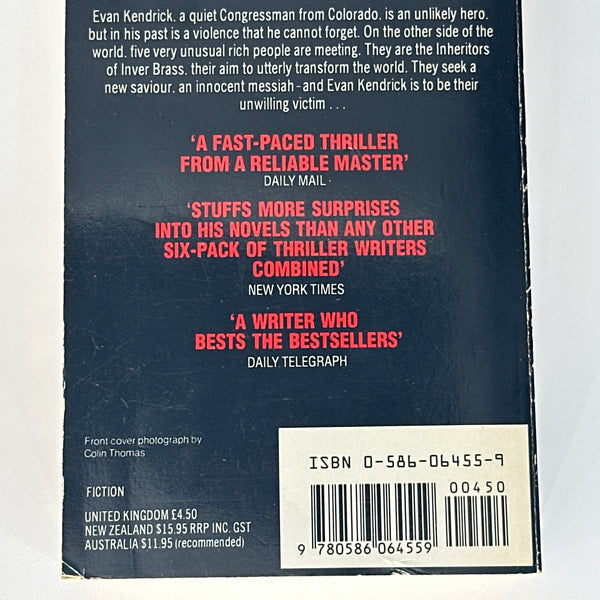 Evan Kendrick, a quiet Congressman from Colorado, is an unlikely hero,
but in his past is a violence that he cannot forget. On the other side of the
world, five very unusual rich people are meeting. They are the Inheritors
of Inver Brass, their aim to utterly transform the world. They seek a
new saviour, an innocent messiah - and Evan Kendrick is to be their
unwilling victim . . .
‘A FAST-PACED THRILLER
FROM A RELIABLE MASTER’
DAILY MAIL
‘STUFFS MORE SURPRISES
INTO HIS NOVELS THAN ANY OTHER
SIX-PACK OF THRILLER WRITERS
COMBINED’
NEW YORK TIMES
‘A WRITER WHO
BESTS THE BESTSELLERS’
DAILY TELEGRAPH
Front cover photograph by
Colin Thomas
FICTION
UNITED KINGDOM £4.50
NEW ZEALAND $15.95 RRP INC. GST
AUSTRALIA $11.95 (recommended)
ISBN 0-586-06455-9
00450
9 780586 064559